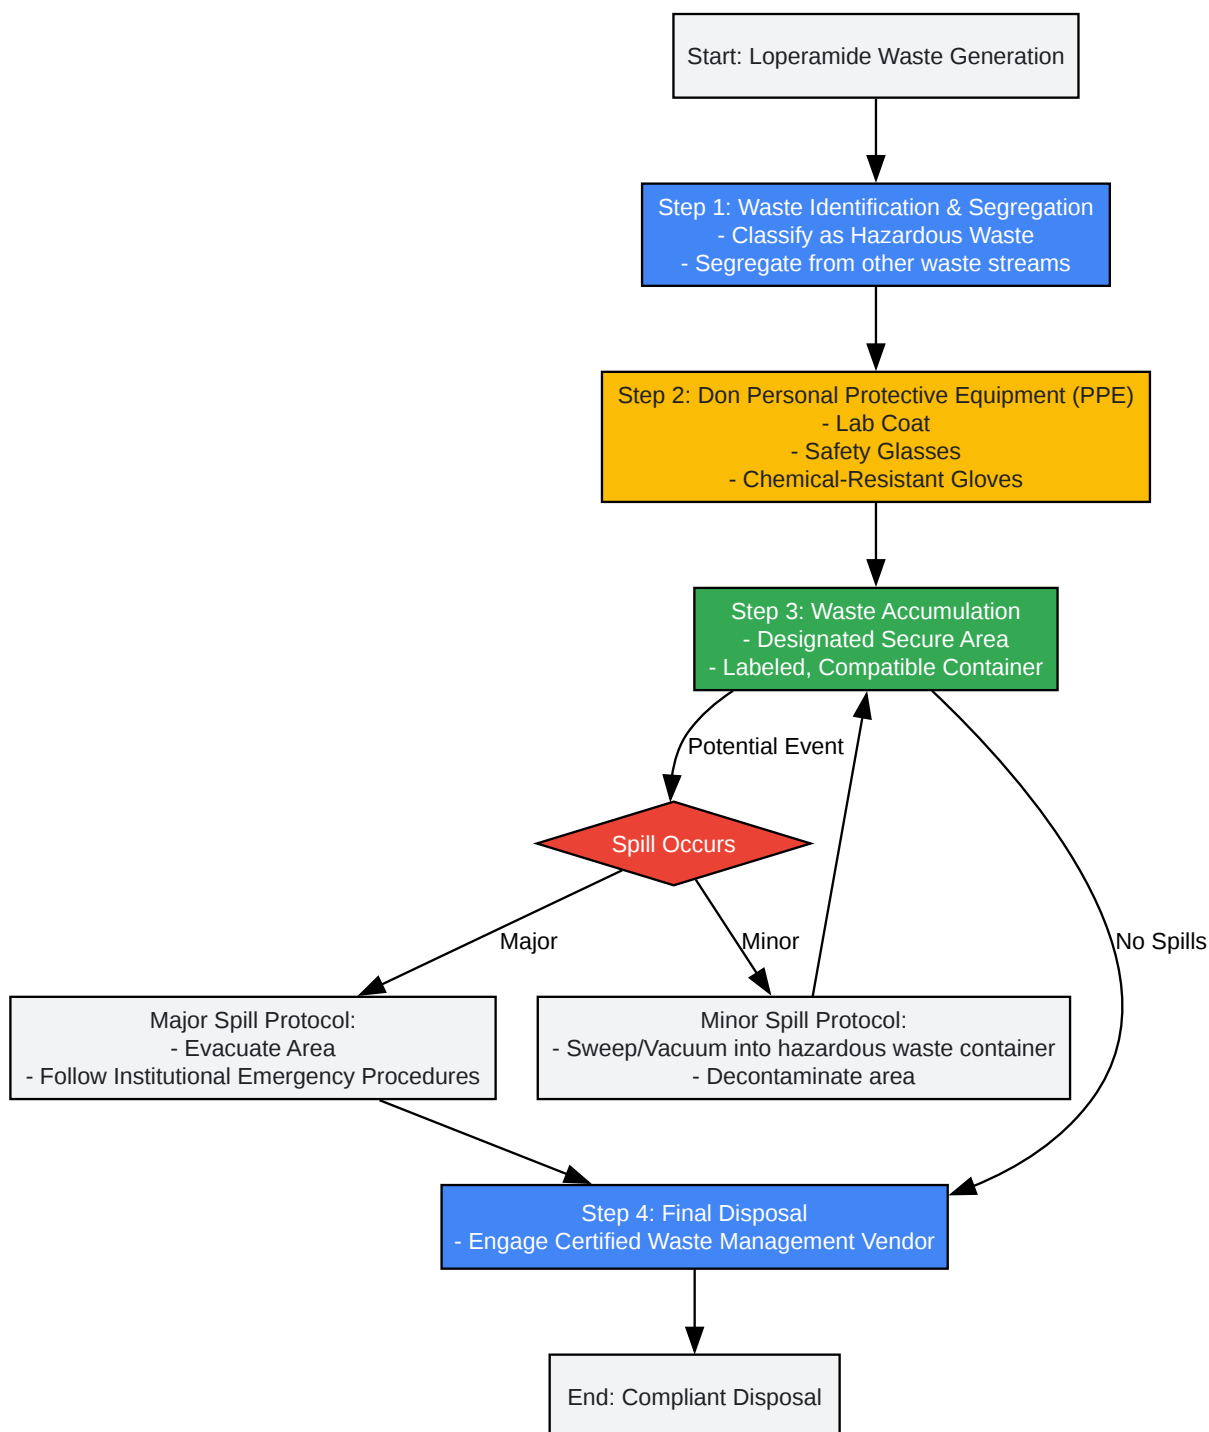 Start: Loperamide Waste Generation
Step 1: Waste Identification & Segregation
- Classify as Hazardous Waste
- Segregate from other waste streams
Step 2: Don Personal Protective Equipment (PPE)
- Lab Coat
- Safety Glasses
- Chemical-Resistant Gloves
Step 3: Waste Accumulation
- Designated Secure Area
- Labeled, Compatible Container
Potential Event
Spill Occurs
Major
Minor
No Spills
Major Spill Protocol:
- Evacuate Area
- Follow Institutional Emergency Procedures
Minor Spill Protocol:
- Sweep/Vacuum into hazardous waste container
- Decontaminate area
Step 4: Final Disposal
- Engage Certified Waste Management Vendor
End: Compliant Disposal